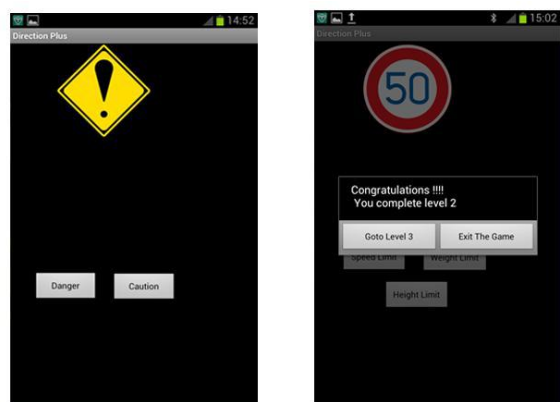 14:52
Direction Plus
!
Danger
Caution
15:02
Direction Plus
50
Congratulations !!!!
You complete level 2
Goto Level 3
Exit The Game
Speed Limit
Weight Limit
Height Limit